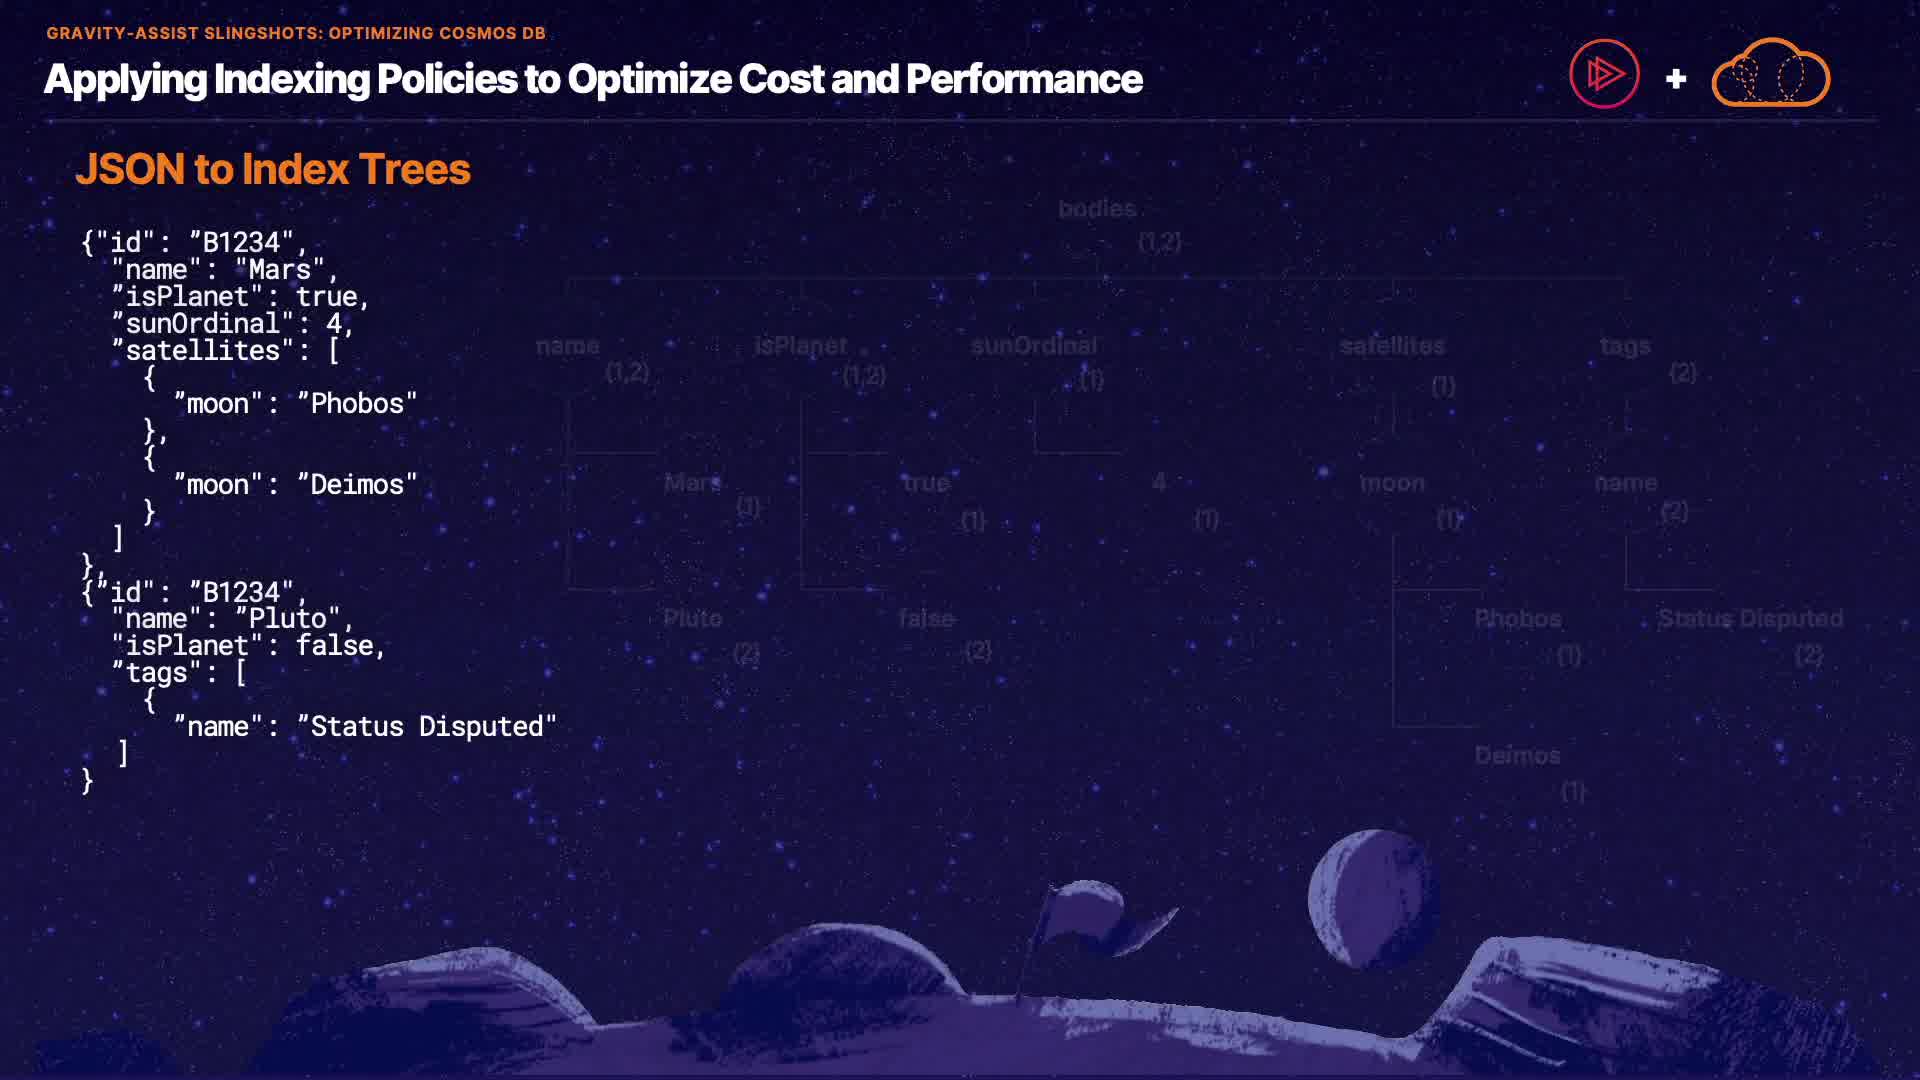 GRAVITY-ASSIST SLINGSHOTS: OPTIMIZING COSMOS DB
Applying Indexing Policies to Optimize Cost and Performance
+
JSON to Index Trees
{"id": ”B1234",
"name": "Mars",
”isPlanet": true,
”sunOrdinal": 4,
”satellites": [
{
”moon": ”Phobos"
},
{
”moon": ”Deimos"
}
]
},
{”id": ”B1234",
"name": ”Pluto",
"isPlanet": false,
”tags": [
{
”name": ”Status Disputed"
]
}
bodies
{1,2}
name
{1,2}
isPlanet
{1,2}
sunOrdinal
{1}
satellites
{1}
tags
{2}
Mars
{1}
true
{1}
4
{1}
moon
{1}
name
{2}
Pluto
{2}
false
{2}
Phobos
{1}
Status Disputed
{2}
Deimos
{1}